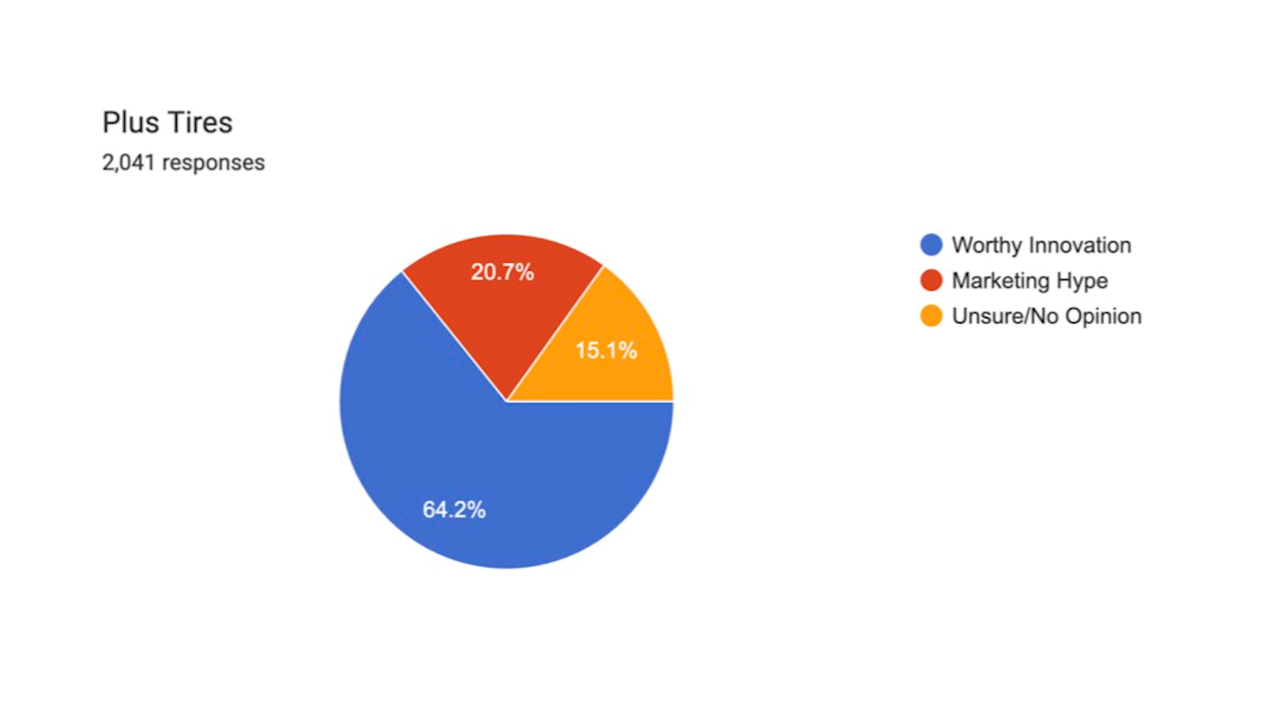 Plus Tires
2,041 responses
20.7%
15.1%
64.2%
Worthy Innovation
Marketing Hype
Unsure/No Opinion